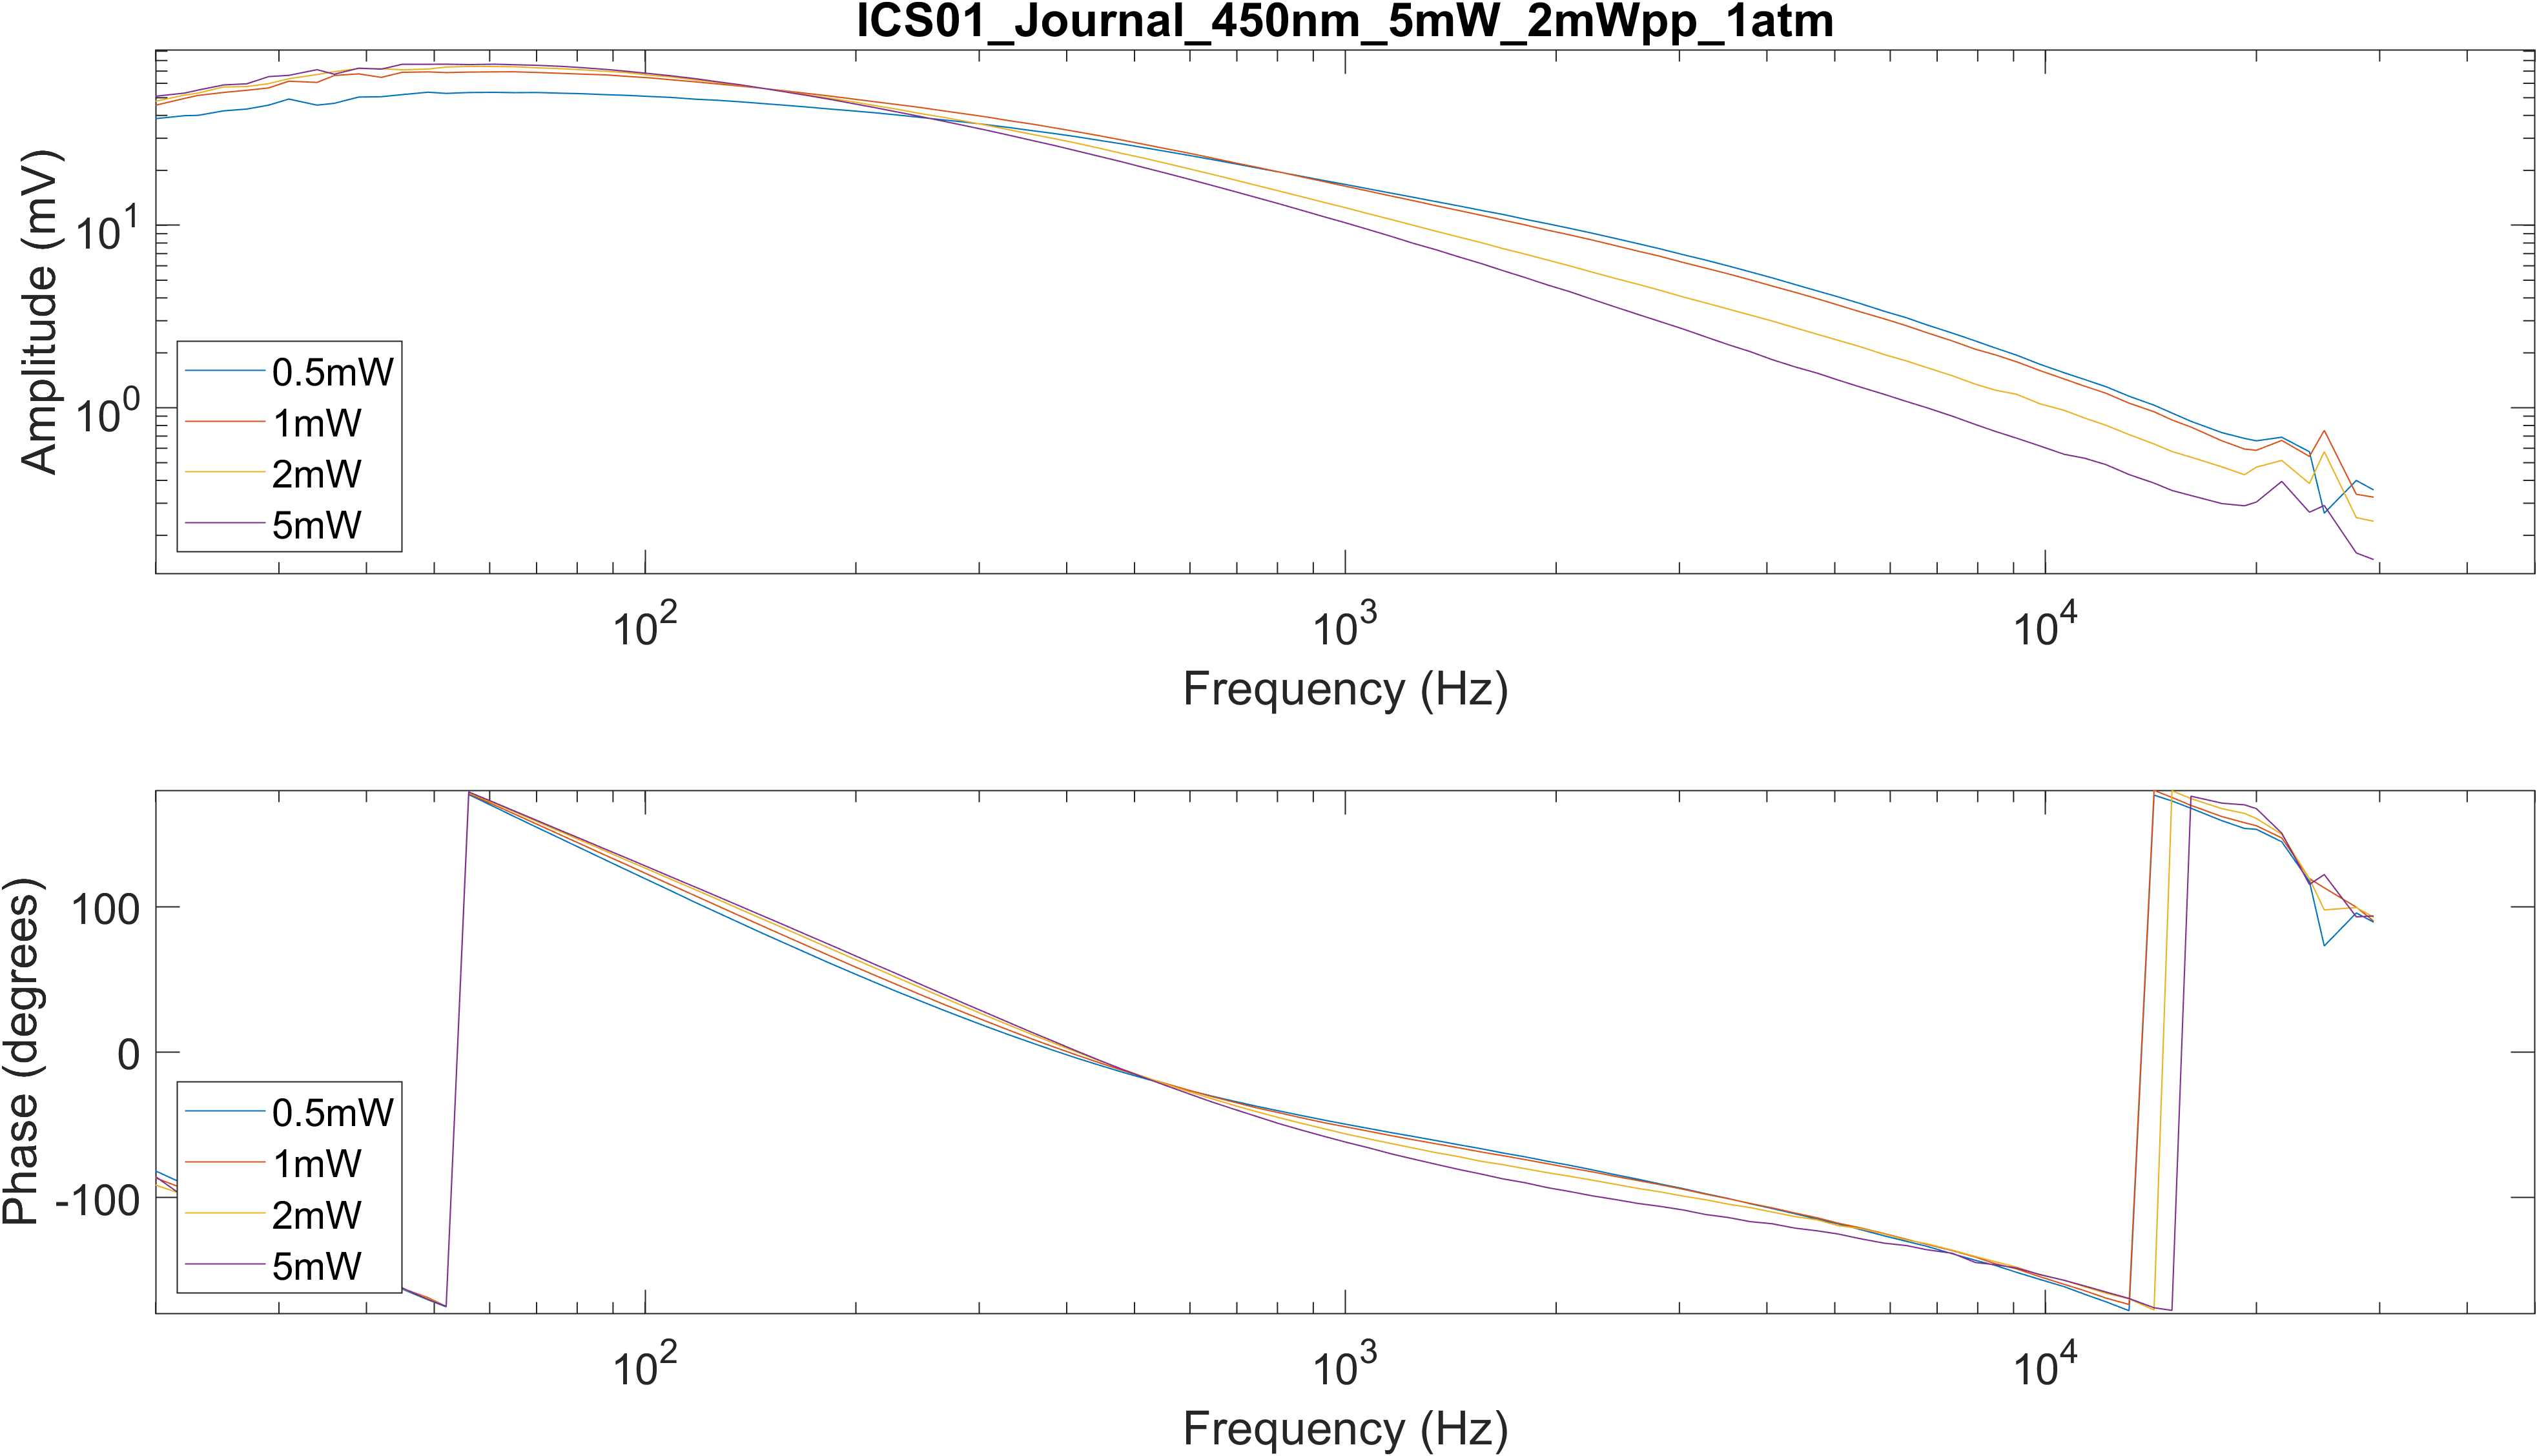 ICS01_Journal_450nm_5mW_2mWpp_1atm
Amplitude (mV)
10^1
10^0
0.5mW
1mW
2mW
5mW
10^2
10^3
10^4
Frequency (Hz)
Phase (degrees)
100
0
-100
0.5mW
1mW
2mW
5mW
10^2
10^3
10^4
Frequency (Hz)